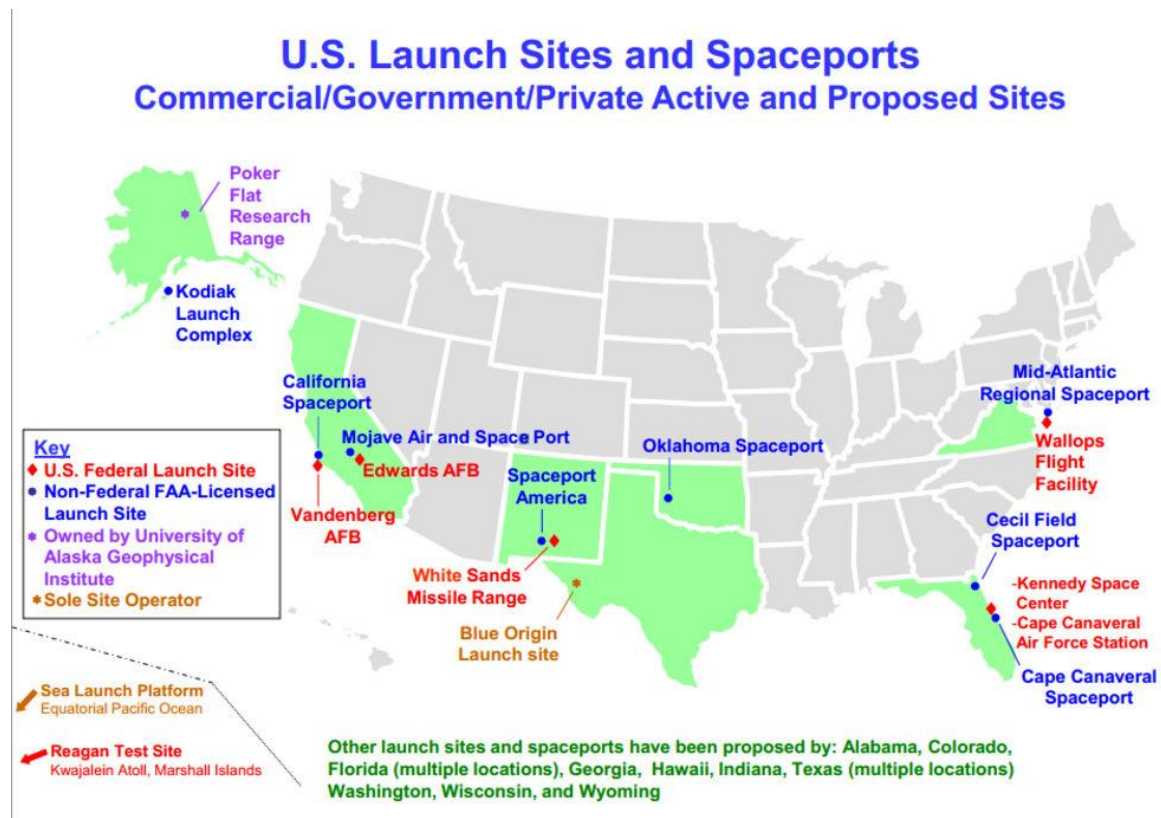 U.S. Launch Sites and Spaceports
Commercial/Government/Private Active and Proposed Sites
Poker
Flat
Research
Range
Kodiak
Launch
Complex
California
Spaceport
Mojave Air and Space Port
Edwards AFB
Vandenberg
AFB
Spaceport
America
White Sands
Missile Range
Oklahoma Spaceport
Blue Origin
Launch site
Mid-Atlantic
Regional Spaceport
Wallops
Flight
Facility
Cecil Field
Spaceport
-Kennedy Space
Center
-Cape Canaveral
Air Force Station
Cape Canaveral
Spaceport
Key
U.S. Federal Launch Site
Non-Federal FAA-Licensed
Launch Site
Owned by University of
Alaska Geophysical
Institute
Sole Site Operator
Sea Launch Platform
Equatorial Pacific Ocean
Reagan Test Site
Kwajalein Atoll, Marshall Islands
Other launch sites and spaceports have been proposed by: Alabama, Colorado,
Florida (multiple locations), Georgia, Hawaii, Indiana, Texas (multiple locations)
Washington, Wisconsin, and Wyoming